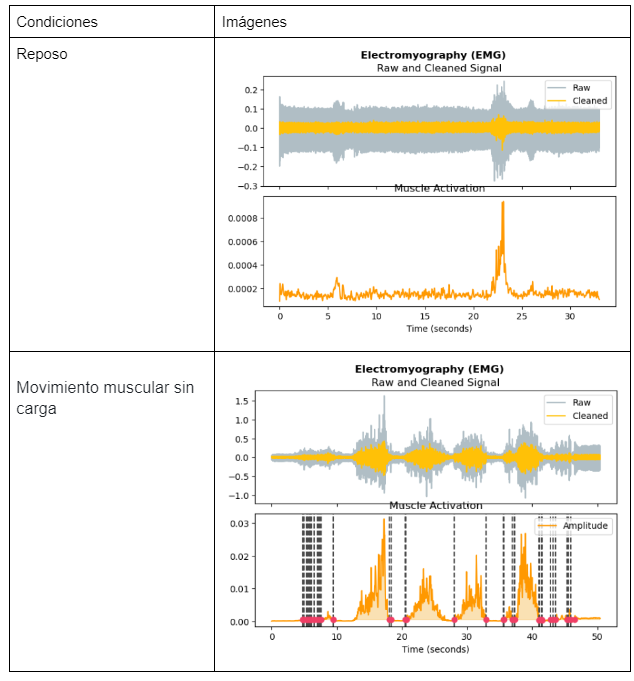 Condiciones
Imágenes
Reposo
Electromyography (EMG)
Raw and Cleaned Signal
Raw
Cleaned
0.2
0.1
0.0
−0.1
−0.2
−0.3
Muscle Activation
0.0008
0.0006
0.0004
0.0002
0 5 10 15 20 25 30
Time (seconds)
Movimiento muscular sin
carga
Electromyography (EMG)
Raw and Cleaned Signal
Raw
Cleaned
1.5
1.0
0.5
0.0
−0.5
−1.0
Muscle Activation
Amplitude
0.03
0.02
0.01
0.00
0 10 20 30 40 50
Time (seconds)